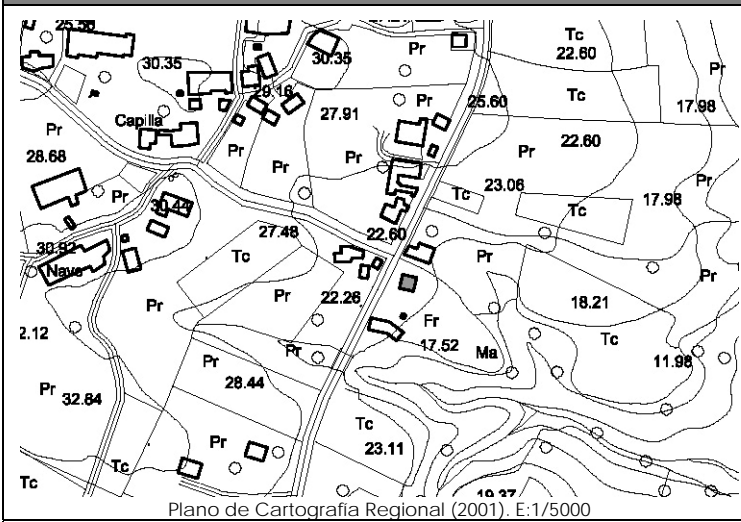 25.56
Tc
22.60
30.35
30.35
Pr
Pr
29.16
Tc
25.60
17.98
Capilla
27.91
Pr
Pr
28.68
Pr
Pr
Pr
Pr
22.60
Pr
Pr
Tc
23.06
Tc
17.98
30.44
27.48
22.60
30.92
Nave
Tc
Pr
Pr
Pr
Pr
22.26
18.21
Fr
2.12
17.52
Ma
Tc
11.98
Pr
Pr
28.44
Pr
32.64
Pr
Tc
23.11
Tc
Tc
19.37
Plano de Cartografía Regional (2001). E:1/5000